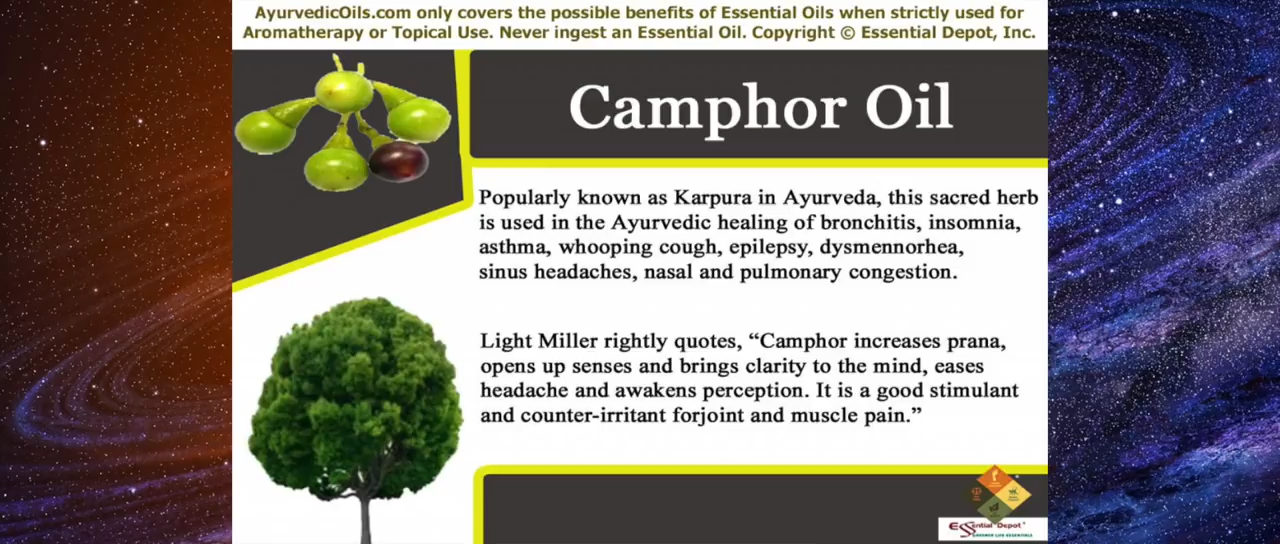 AyurvedicOils.com only covers the possible benefits of Essential Oils when strictly used for
Aromatherapy or Topical Use. Never ingest an Essential Oil. Copyright © Essential Depot, Inc.
Camphor Oil
Popularly known as Karpura in Ayurveda, this sacred herb
is used in the Ayurvedic healing of bronchitis, insomnia,
asthma, whooping cough, epilepsy, dysmennorhea,
sinus headaches, nasal and pulmonary congestion.
Light Miller rightly quotes, “Camphor increases prana,
opens up senses and brings clarity to the mind, eases
headache and awakens perception. It is a good stimulant
and counter-irritant forjoint and muscle pain.”
Essential Depot
GREENER LIFE ESSENTIALS